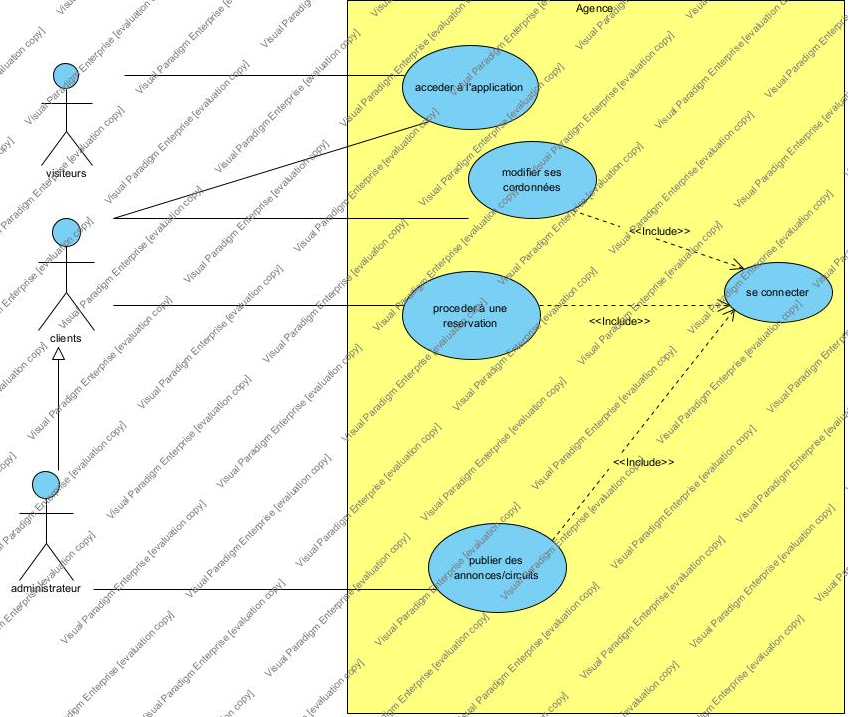 Agence
acceder à l'application
visiteurs
modifier ses
cordonnées
<<Include>>
se connecter
proceder à une
reservation
<<Include>>
clients
<<Include>>
publier des
annonces/circuits
administrateur
Visual Paradigm Enterprise [evaluation copy]